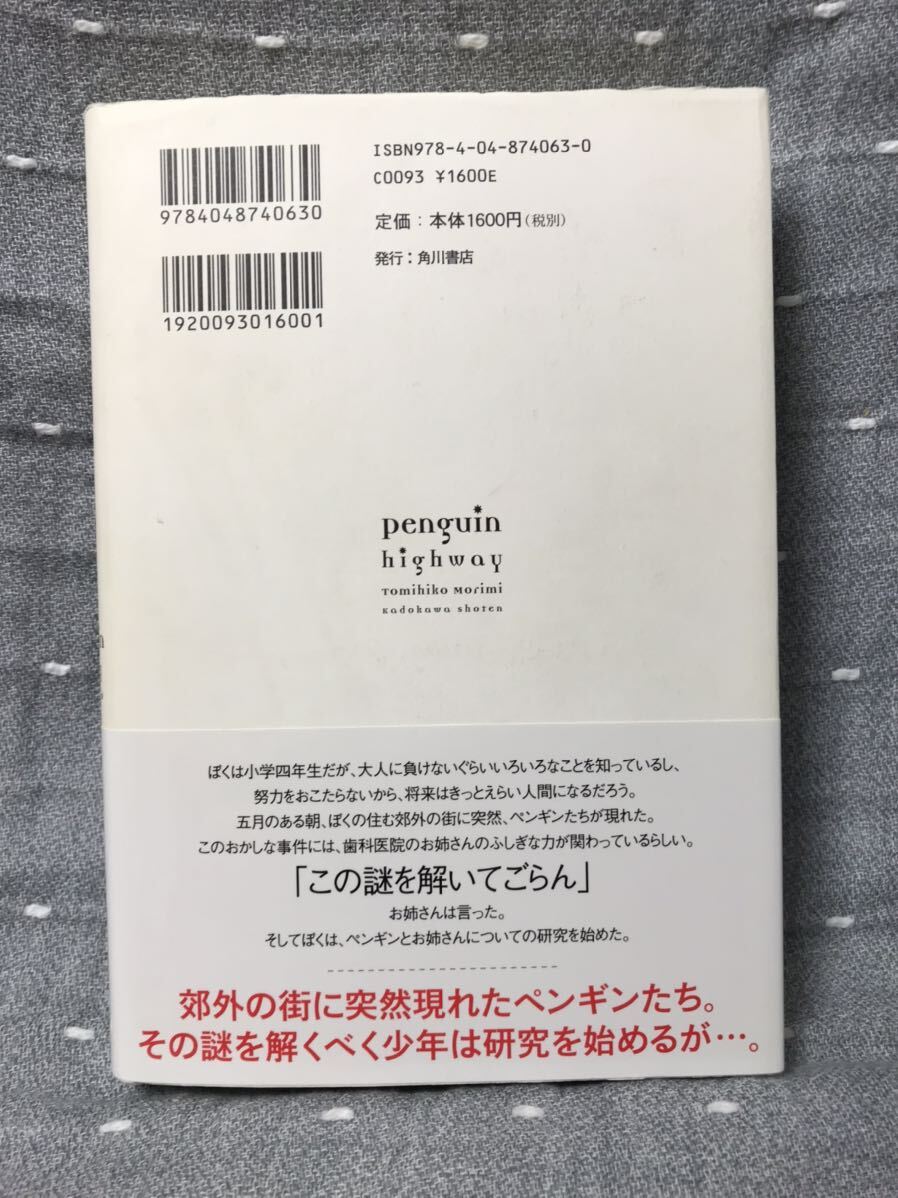 ISBN978-4-04-874063-0
C0093 ¥1600E
9784048740630
定価：本体1600円（税別）
発行：角川書店
1920093016001
penguin
highway
Tomihiko Morimi
Kadokawa Shoten
ぼくは小学四年生だが、大人に負けないぐらいいろいろなことを知っているし、
努力をおこたらないから、将来はきっとえらい人間になるだろう。
五月のある朝、ぼくの住む郊外の街に突然、ペンギンたちが現れた。
このおかしな事件には、歯科医院のお姉さんのふしぎな力が関わっているらしい。
「この謎を解いてごらん」
お姉さんは言った。
そしてぼくは、ペンギンとお姉さんについての研究を始めた。
郊外の街に突然現れたペンギンたち。
その謎を解くべく少年は研究を始めるが…。